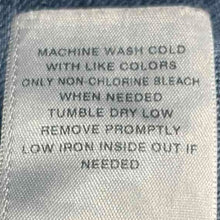 MACHINE WASH COLD
WITH LIKE COLORS
ONLY NON-CHLORINE BLEACH
WHEN NEEDED
TUMBLE DRY LOW
REMOVE PROMPTLY
LOW IRON INSIDE OUT IF
NEEDED